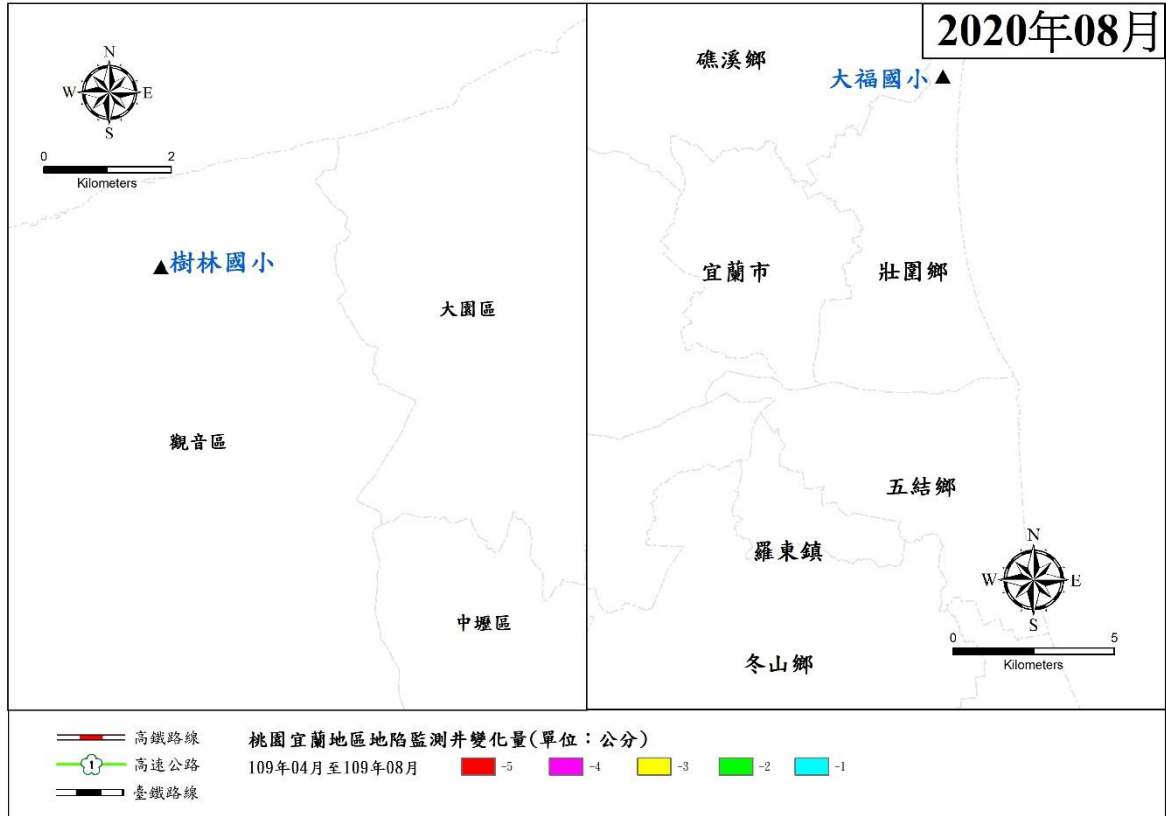 2020年08月
N
W
E
S
0
2
Kilometers
樹林國小
大園區
觀音區
中壢區
礁溪鄉
大福國小
宜蘭市
壯圍鄉
五結鄉
羅東鎮
冬山鄉
N
W
E
S
0
5
Kilometers
高鐵路線
1
高速公路
臺鐵路線
桃園宜蘭地區地陷監測井變化量(單位：公分)
109年04月至109年08月
-5
-4
-3
-2
-1